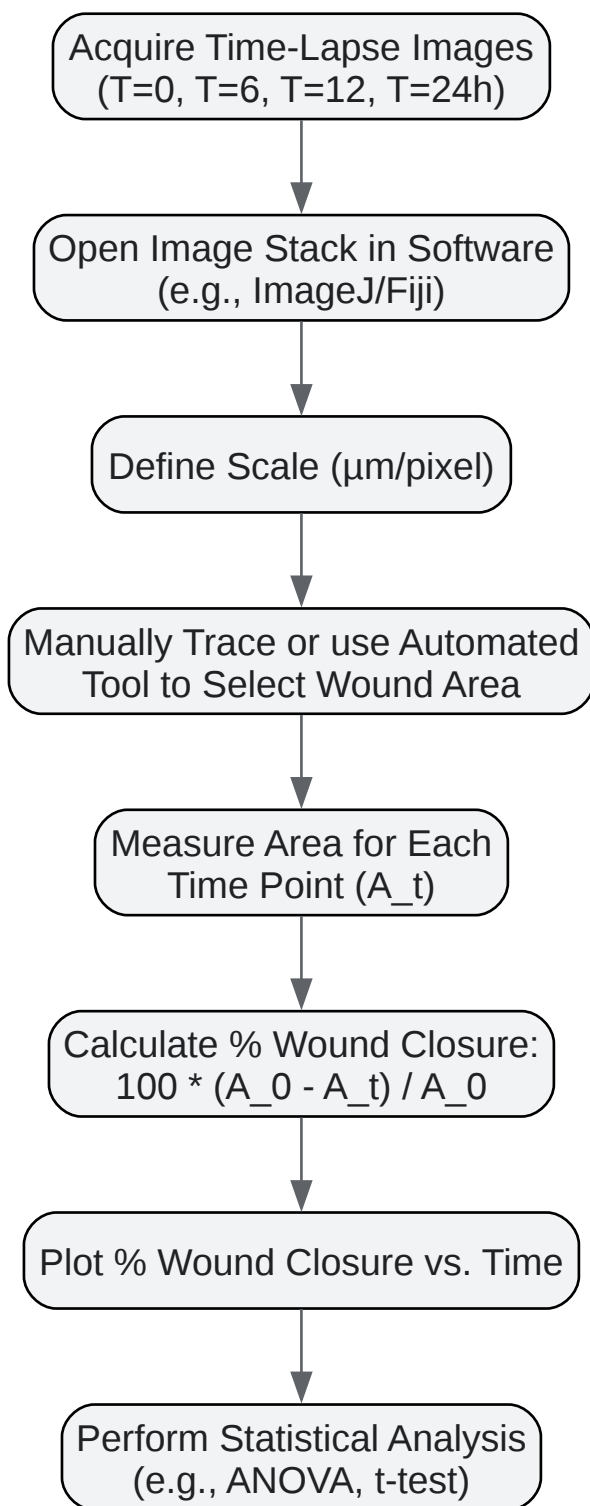 Acquire Time-Lapse Images
(T=0, T=6, T=12, T=24h)
Open Image Stack in Software
(e.g., ImageJ/Fiji)
Define Scale (µm/pixel)
Manually Trace or use Automated
Tool to Select Wound Area
Measure Area for Each
Time Point (A_t)
Calculate % Wound Closure:
100 * (A_0 - A_t) / A_0
Plot % Wound Closure vs. Time
Perform Statistical Analysis
(e.g., ANOVA, t-test)